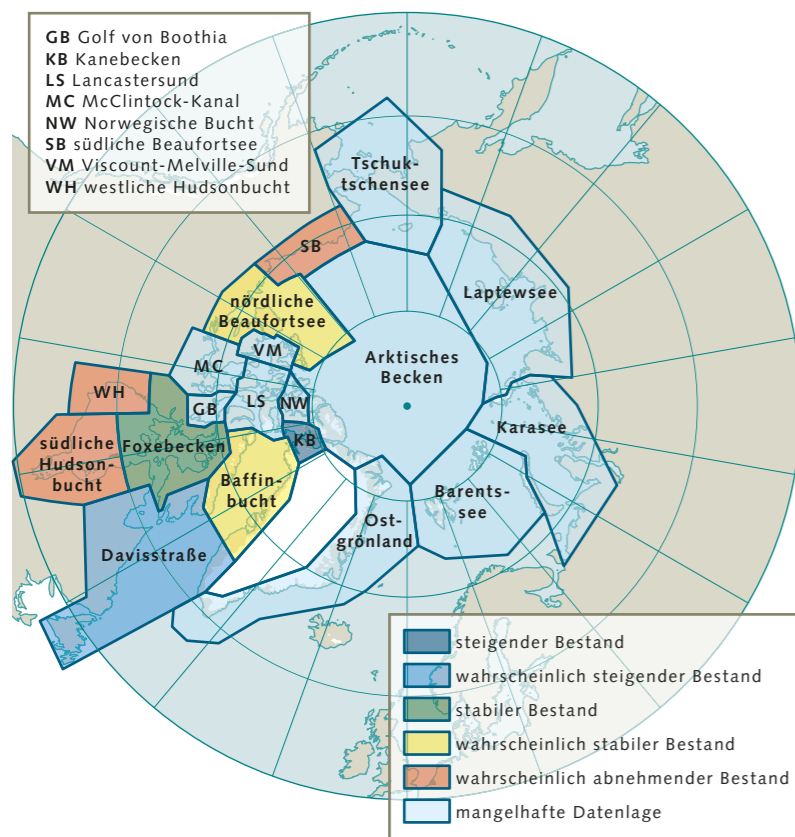 GB Golf von Boothia
KB Kanebecken
LS Lancastersund
MC McClintock-Kanal
NW Norwegische Bucht
SB südliche Beaufortsee
VM Viscount-Melville-Sund
WH westliche Hudsonbucht
Tschuk-
tschensee
SB
Laptewsee
nördliche
Beaufortsee
VM
MC
Arktisches
Becken
WH
GB
LS
NW
Karasee
südliche
Hudson-
bucht
Foxebecken
KB
Baffin-
bucht
Barents-
see
Ost-
grönland
Davisstraße
steigender Bestand
wahrscheinlich steigender Bestand
stabiler Bestand
wahrscheinlich stabiler Bestand
wahrscheinlich abnehmender Bestand
mangelhafte Datenlage